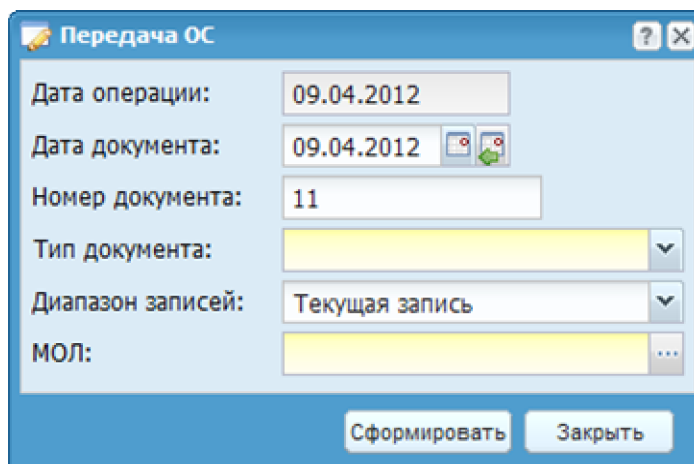 Передача ОС ?
Дата операции: 09.04.2012
Дата документа: 09.04.2012
Номер документа: 11
Тип документа:
Диапазон записей: Текущая запись
МОЛ: ...
Сформировать Закрыть